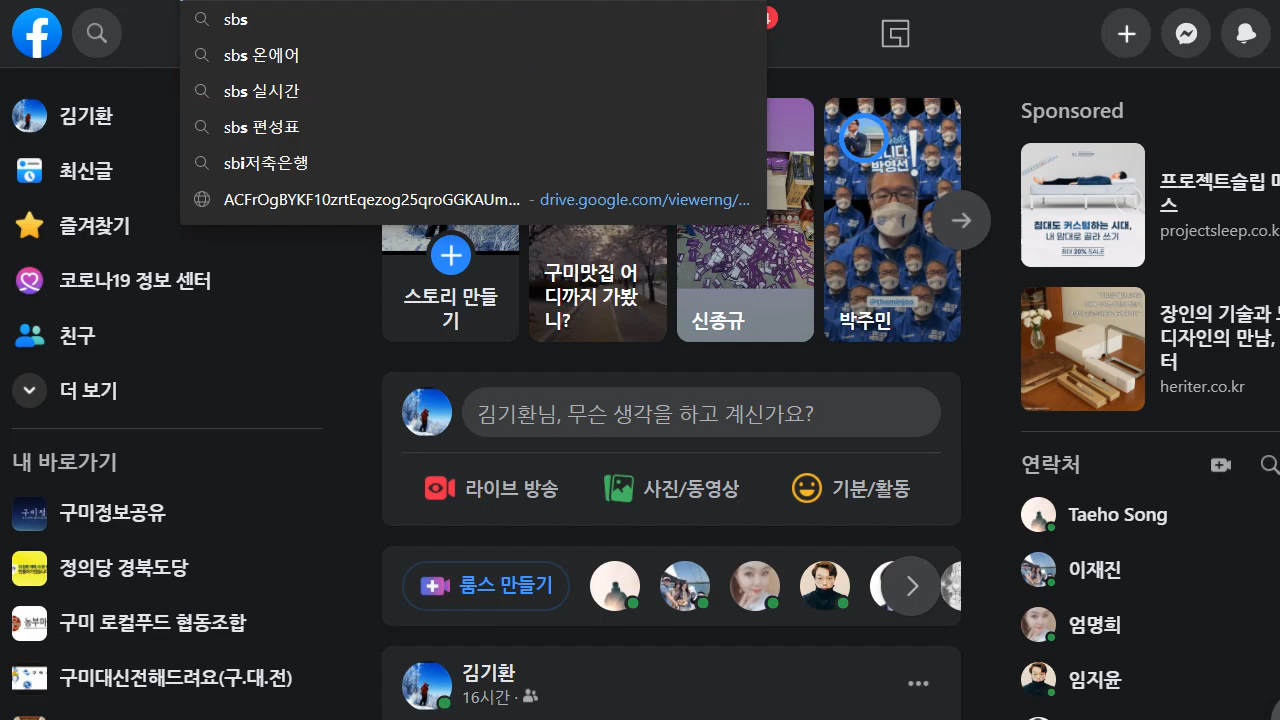 sbs
sbs 온에어
sbs 실시간
sbs 편성표
sbi저축은행
ACFrOgBYKF10zrtEqezog25qroGGKAUm... - drive.google.com/viewerng/...
김기환
최신글
즐겨찾기
코로나19 정보 센터
친구
더 보기
내 바로가기
구미정보공유
정의당 경북도당
구미 로컬푸드 협동조합
구미대신전해드려요(구.대.전)
스토리 만들
기
구미맛집 어
디까지 가봤
니?
신종규
박영선
!
1
@theminjoo
박주민
김기환님, 무슨 생각을 하고 계신가요?
라이브 방송
사진/동영상
기분/활동
룸스 만들기
김기환
16시간 ·
Sponsored
침대도 커스텀하는 시대,
내 맘대로 골라 쓰기
최대 20% SALE
프로젝트슬립
스
projectsleep.co.k
장인의 기술과
디자인의 만남,
터
heriter.co.kr
연락처
Taeho Song
이재진
엄명희
임지윤